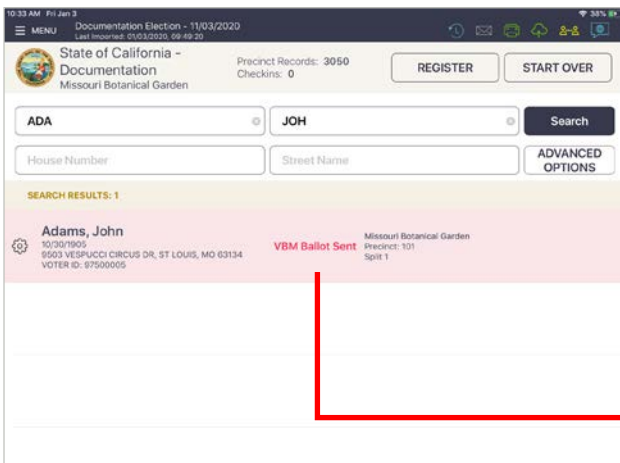 10:33 AM Fri Jan 3
38%
MENU
Documentation Election - 11/03/2020
Last Imported: 01/03/2020, 09:49:20
State of California -
Documentation
Missouri Botanical Garden
Precinct Records: 3050
Checkins: 0
REGISTER
START OVER
ADA
JOH
Search
House Number
Street Name
ADVANCED
OPTIONS
SEARCH RESULTS: 1
Adams, John
10/30/1905
9503 VESPUCCI CIRCUS DR, ST LOUIS, MO 63134
VOTER ID: 97500005
VBM Ballot Sent
Missouri Botanical Garden
Precinct: 101
Split 1